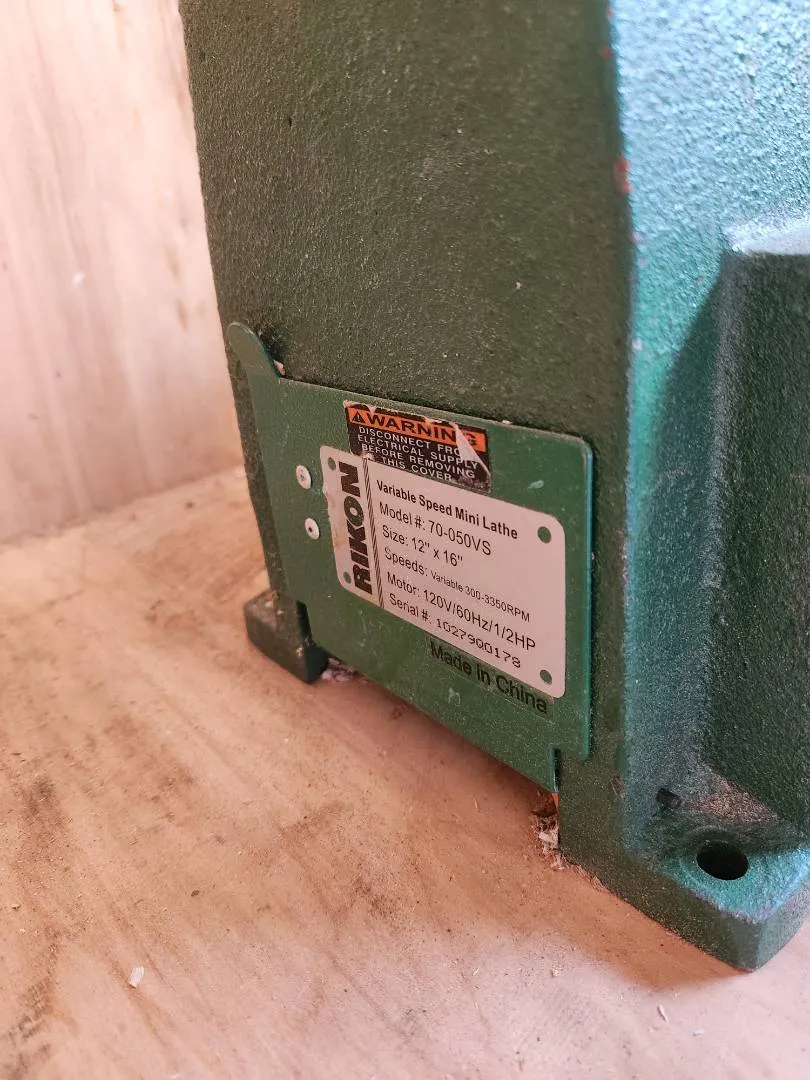 WARNING
DISCONNECT FROM
ELECTRICAL SUPPLY
BEFORE REMOVING
THIS COVER
RIKON
Variable Speed Mini Lathe
Model #: 70-050VS
Size: 12" x 16"
Speeds: Variable 300-3350RPM
Motor: 120V/60Hz/1/2HP
Serial #: 1027900178
Made in China